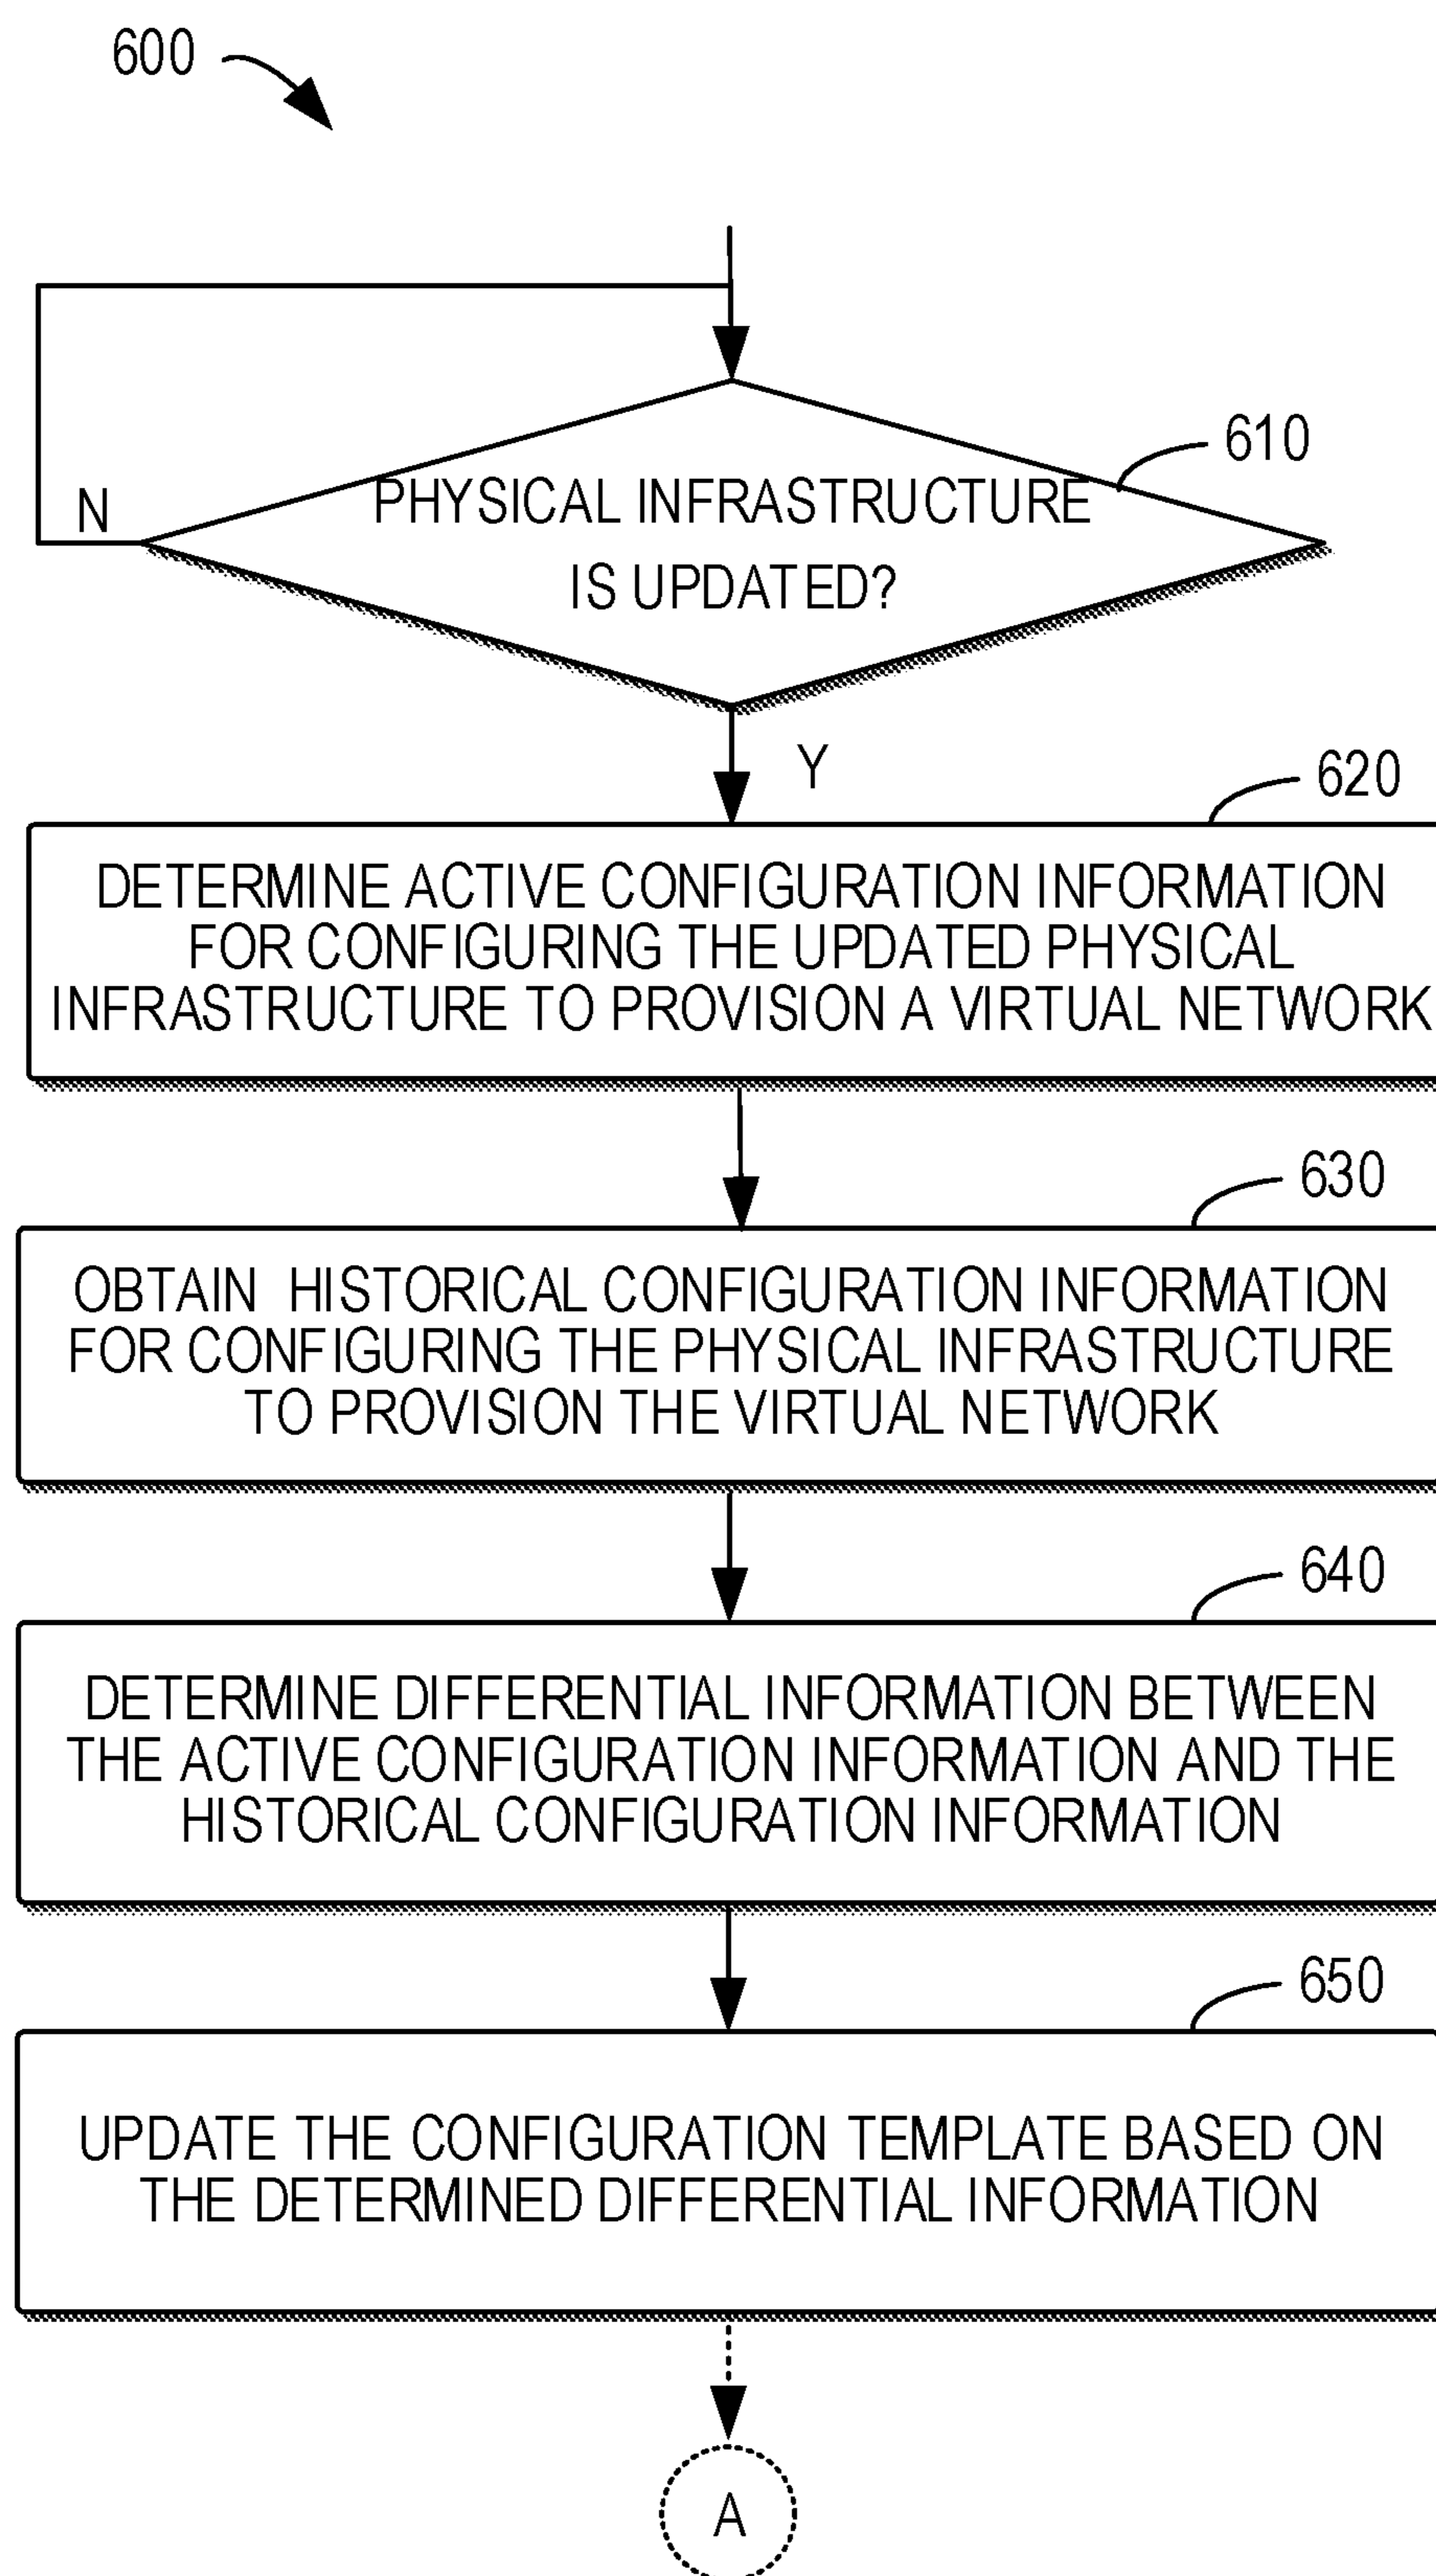 600
610
PHYSICAL INFRASTRUCTURE
IS UPDATED?
N
Y
620
DETERMINE ACTIVE CONFIGURATION INFORMATION
FOR CONFIGURING THE UPDATED PHYSICAL
INFRASTRUCTURE TO PROVISION A VIRTUAL NETWORK
630
OBTAIN HISTORICAL CONFIGURATION INFORMATION
FOR CONFIGURING THE PHYSICAL INFRASTRUCTURE
TO PROVISION THE VIRTUAL NETWORK
640
DETERMINE DIFFERENTIAL INFORMATION BETWEEN
THE ACTIVE CONFIGURATION INFORMATION AND THE
HISTORICAL CONFIGURATION INFORMATION
650
UPDATE THE CONFIGURATION TEMPLATE BASED ON
THE DETERMINED DIFFERENTIAL INFORMATION
A